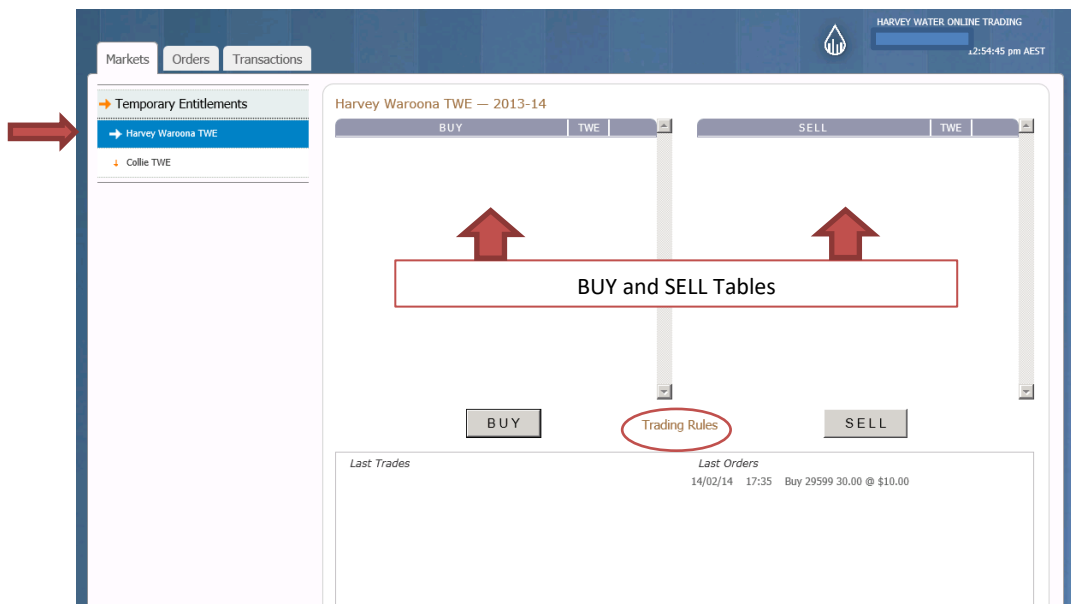 HARVEY WATER ONLINE TRADING
12:54:45 pm AEST
Markets Orders Transactions
Temporary Entitlements
Harvey Waroona TWE
Collie TWE
Harvey Waroona TWE — 2013-14
BUY TWE SELL TWE
BUY and SELL Tables
BUY Trading Rules SELL
Last Trades Last Orders
14/02/14 17:35 Buy 29599 30.00 @ $10.00